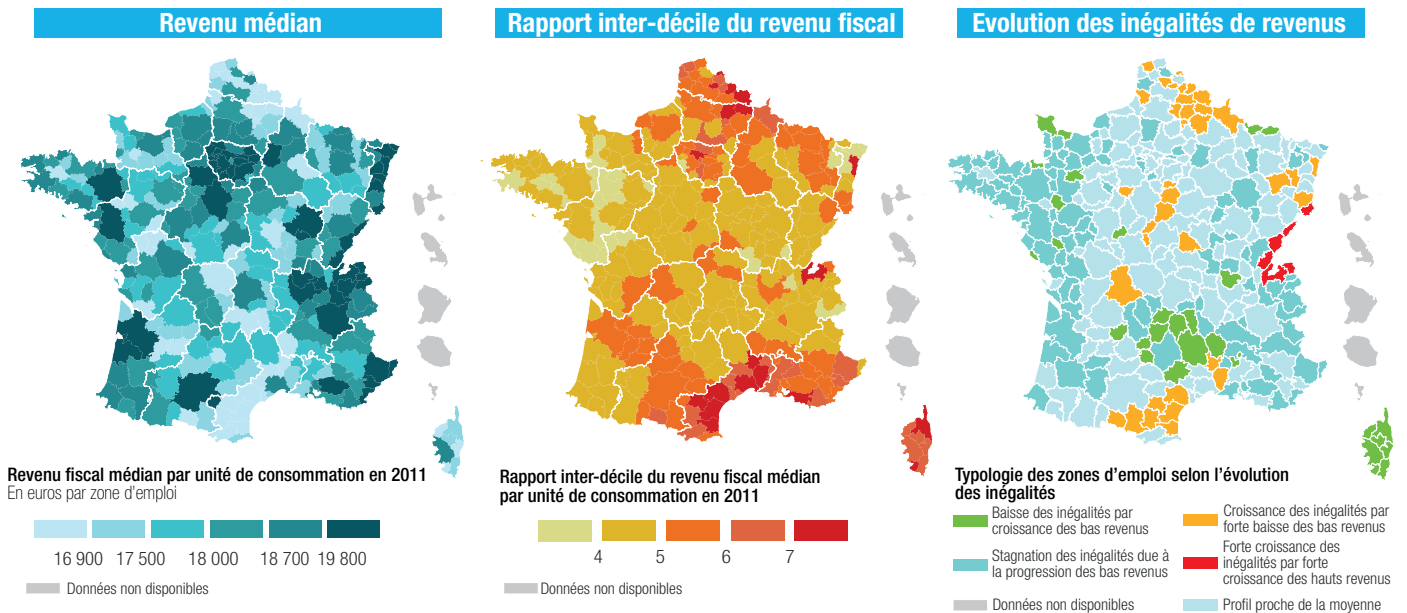 Revenu médian
Rapport inter-décile du revenu fiscal
Evolution des inégalités de revenus
Revenu fiscal médian par unité de consommation en 2011
En euros par zone d'emploi
16 900 17 500 18 000 18 700 19 800
Données non disponibles
Rapport inter-décile du revenu fiscal médian
par unité de consommation en 2011
4 5 6 7
Données non disponibles
Typologie des zones d'emploi selon l'évolution
des inégalités
Baisse des inégalités par
croissance des bas revenus
Stagnation des inégalités due à
la progression des bas revenus
Données non disponibles
Croissance des inégalités par
forte baisse des bas revenus
Forte croissance des
inégalités par forte
croissance des hauts revenus
Profil proche de la moyenne